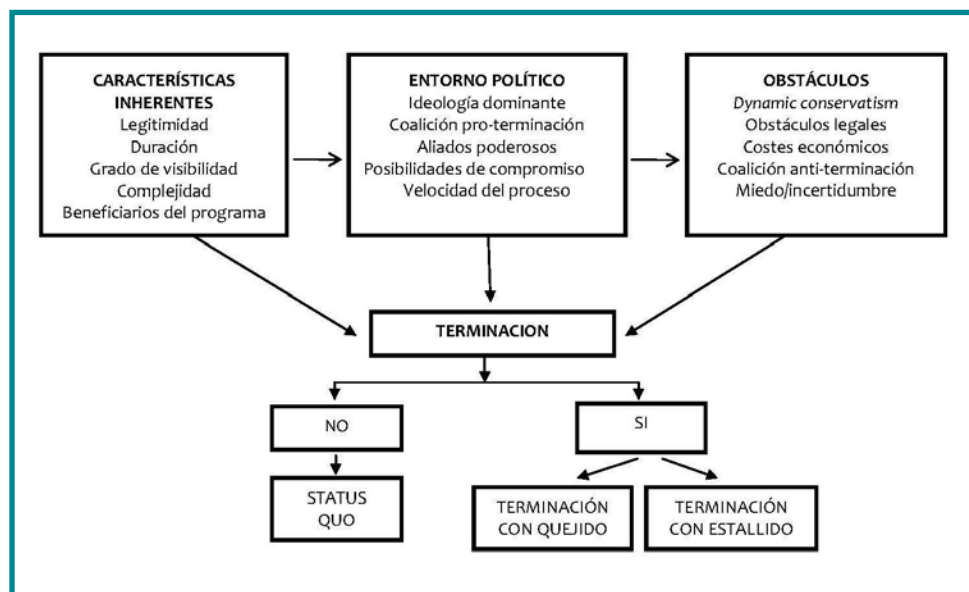 CARACTERÍSTICAS
INHERENTES
Legitimidad
Duración
Grado de visibilidad
Complejidad
Beneficiarios del programa
ENTORNO POLÍTICO
Ideología dominante
Coalición pro-terminación
Aliados poderosos
Posibilidades de compromiso
Velocidad del proceso
OBSTÁCULOS
Dynamic conservatism
Obstáculos legales
Costes económicos
Coalición anti-terminación
Miedo/incertidumbre
TERMINACION
NO
SI
STATUS
QUO
TERMINACIÓN
CON QUEJIDO
TERMINACIÓN
CON ESTALLIDO